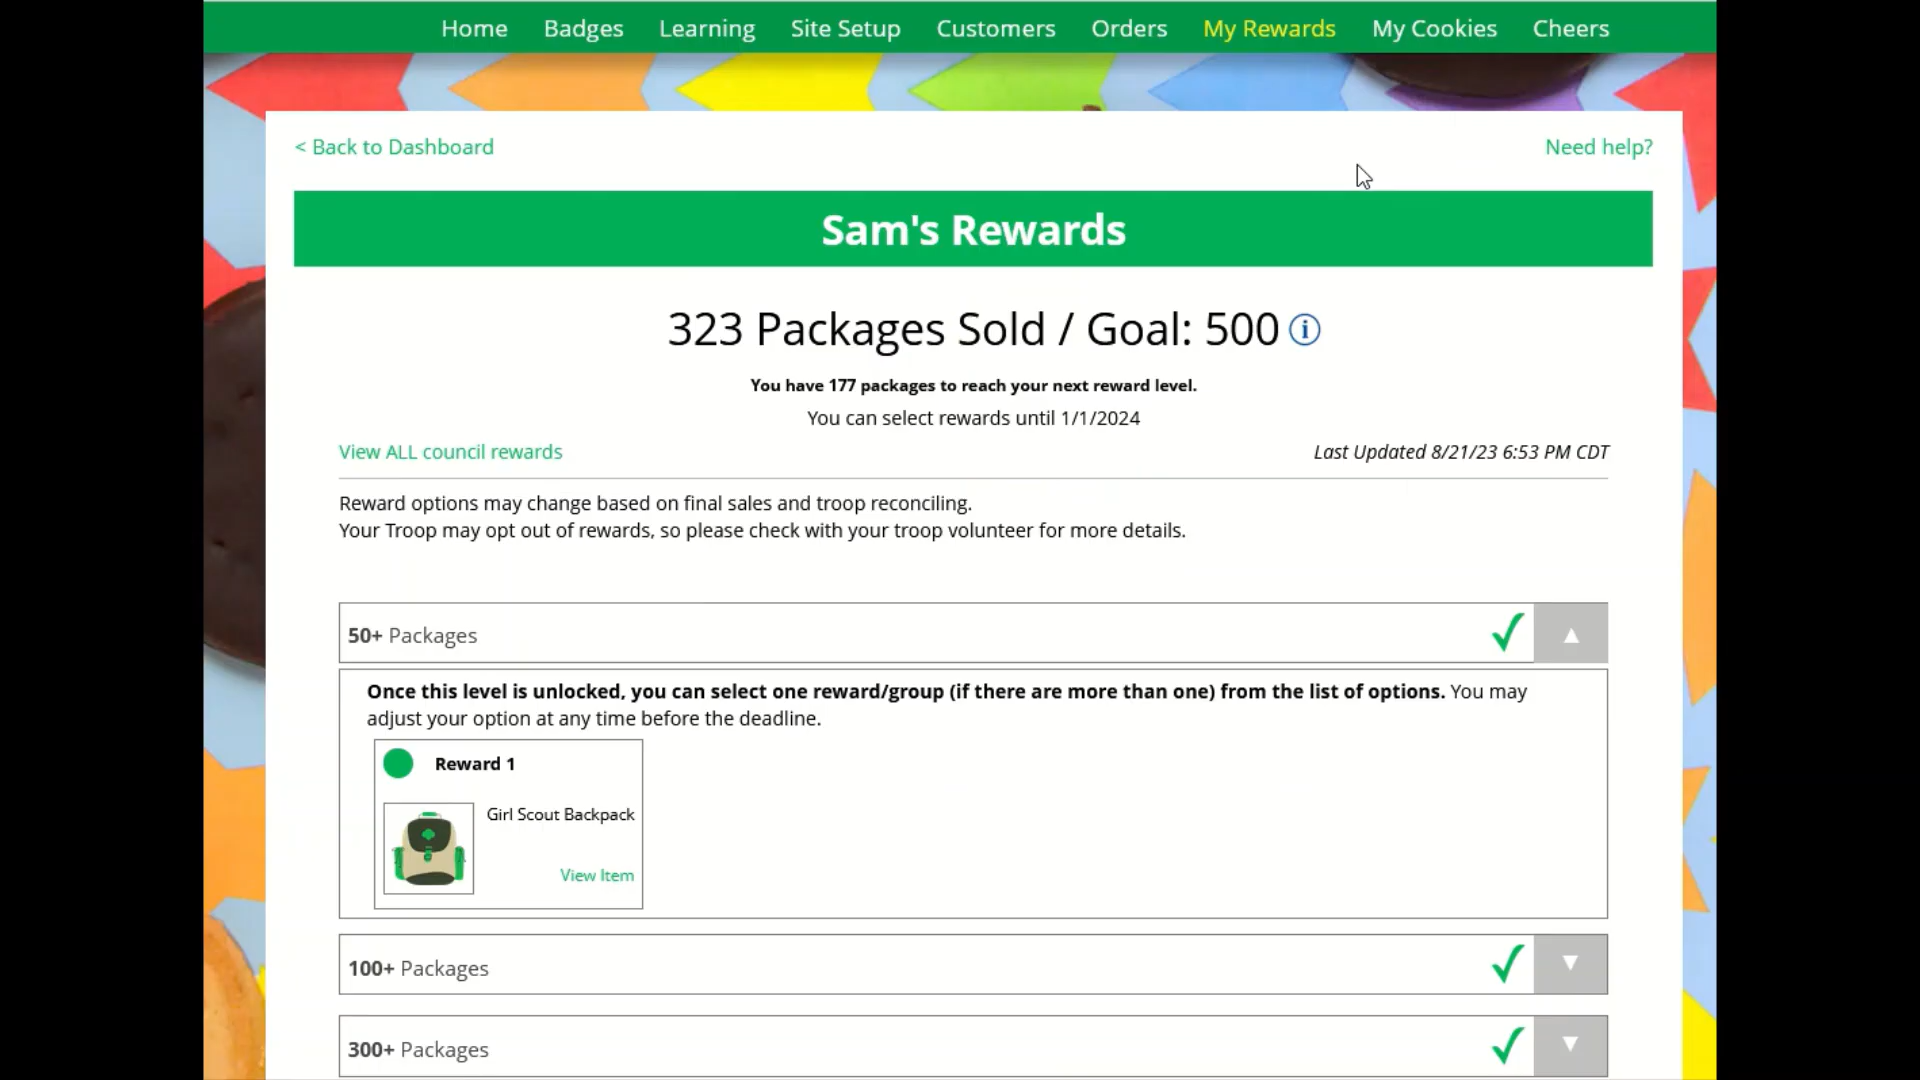 Home Badges Learning Site Setup Customers Orders My Rewards My Cookies Cheers
< Back to Dashboard
Need help?
Sam's Rewards
323 Packages Sold / Goal: 500 i
You have 177 packages to reach your next reward level.
You can select rewards until 1/1/2024
View ALL council rewards
Last Updated 8/21/23 6:53 PM CDT
Reward options may change based on final sales and troop reconciling.
Your Troop may opt out of rewards, so please check with your troop volunteer for more details.
50+ Packages
Once this level is unlocked, you can select one reward/group (if there are more than one) from the list of options. You may
adjust your option at any time before the deadline.
Reward 1
Girl Scout Backpack
View Item
100+ Packages
300+ Packages